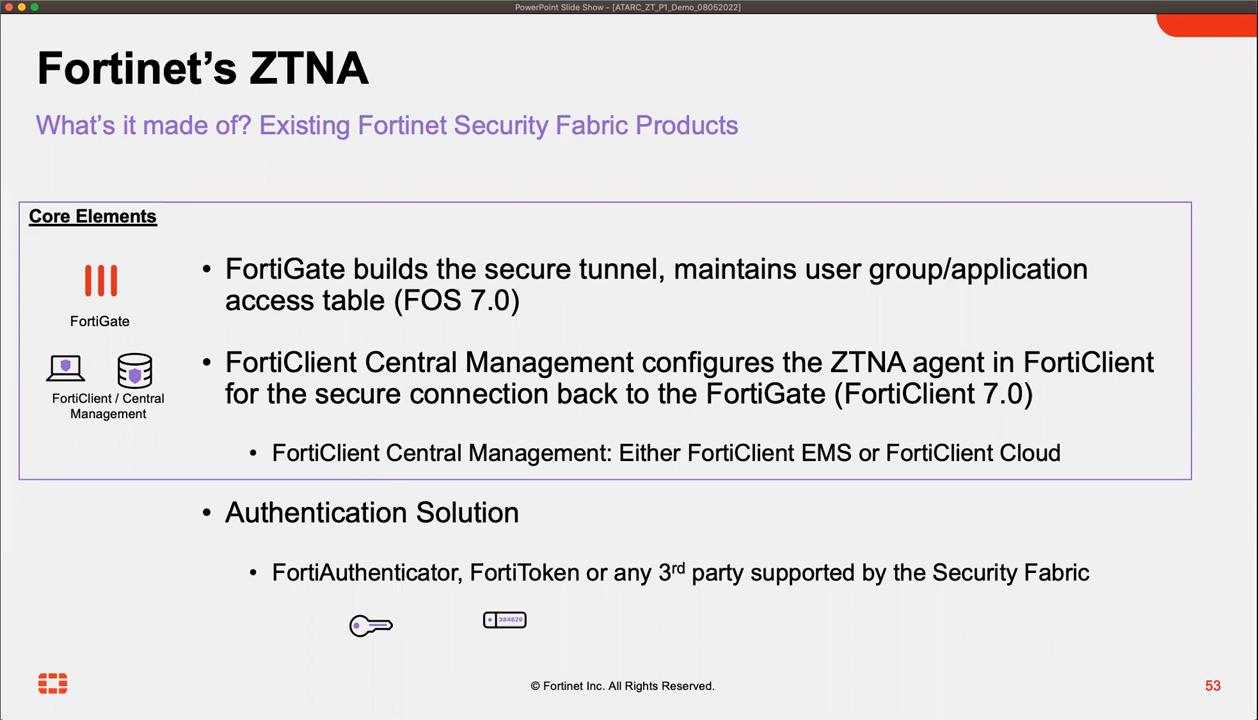 PowerPoint Slide Show - [ATARC_ZT_P1_Demo_08052022]
Fortinet's ZTNA
What's it made of? Existing Fortinet Security Fabric Products
Core Elements
FortiGate
FortiClient / Central
Management
• FortiGate builds the secure tunnel, maintains user group/application
access table (FOS 7.0)
• FortiClient Central Management configures the ZTNA agent in FortiClient
for the secure connection back to the FortiGate (FortiClient 7.0)
• FortiClient Central Management: Either FortiClient EMS or FortiClient Cloud
• Authentication Solution
• FortiAuthenticator, FortiToken or any 3rd party supported by the Security Fabric
384629
© Fortinet Inc. All Rights Reserved.
53